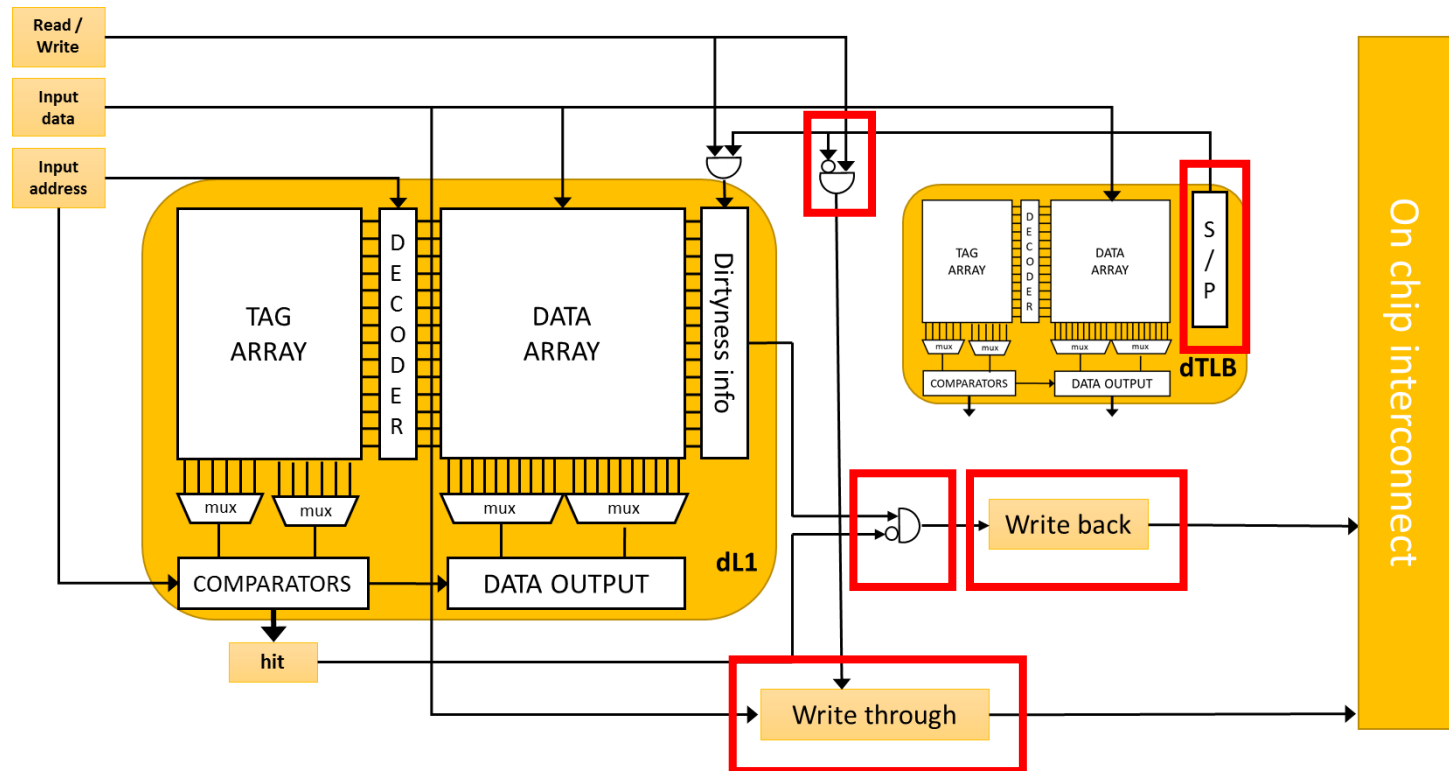 Read /
Write
Input
data
Input
address
TAG
ARRAY
DECODER
DATA
ARRAY
Dirtyness info
mux
mux
mux
mux
COMPARATORS
DATA OUTPUT
dL1
hit
TAG
ARRAY
DECODER
DATA
ARRAY
S/P
mux
mux
mux
mux
COMPARATORS
DATA OUTPUT
dTLB
Write back
Write through
On chip interconnect